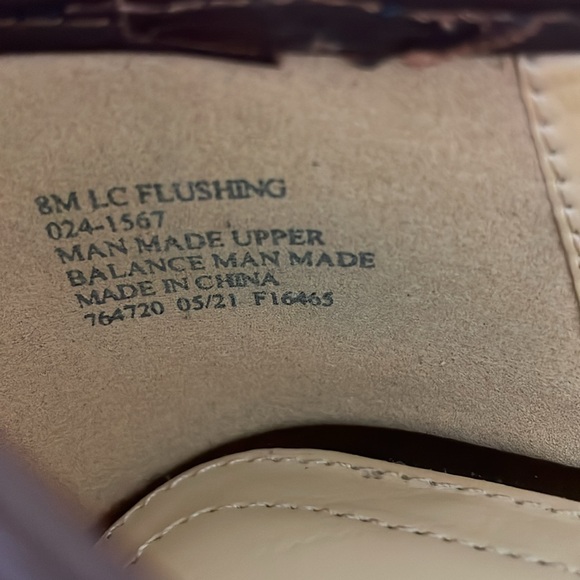 8M LC FLUSHING
024-1567
MAN MADE UPPER
BALANCE MAN MADE
MADE IN CHINA
764720 05/21 F16465